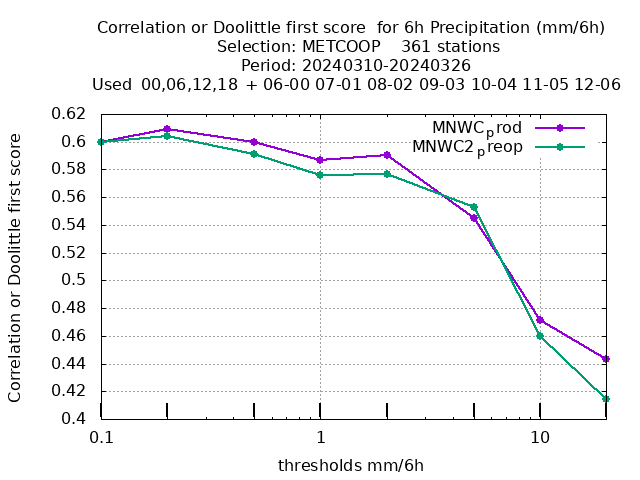 Correlation or Doolittle first score  for 6h Precipitation (mm/6h)
Selection: METCOOP    361 stations
Period: 20240310-20240326
Used  00,06,12,18  + 06-00 07-01 08-02 09-03 10-04 11-05 12-06
Correlation or Doolittle first score
0.62
0.6
0.58
0.56
0.54
0.52
0.5
0.48
0.46
0.44
0.42
0.4
MNWCprod
MNWC2preop
0.1
1
10
thresholds mm/6h